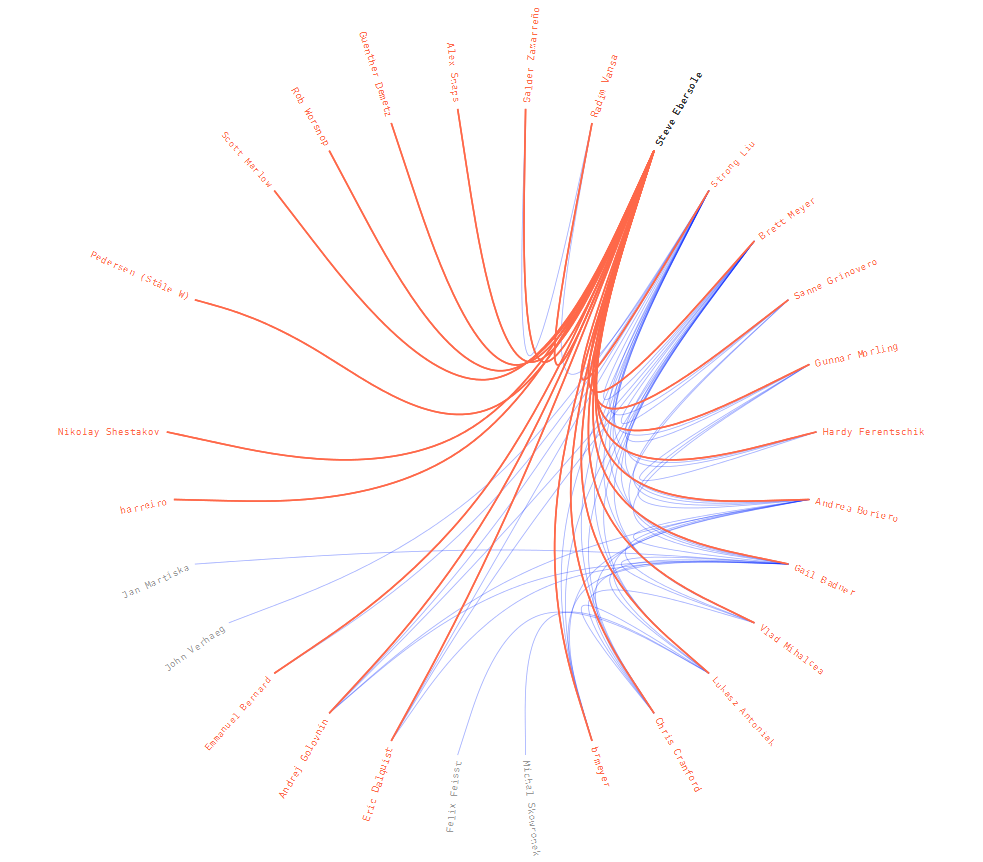 Steve Ebersole
Strong Liu
Brett Meyer
Sanne Grinovero
Gunnar Morling
Hardy Ferentschik
Andrea Boriero
Gail Badner
Vlad Mihalcea
Lukasz Antoniak
Chris Cranford
brmeyer
Michal Skowronek
Felix Feisst
Eric Dalquist
Andrej Golovnin
Emmanuel Bernard
John Verhaeg
Jan Martiska
barreiro
Nikolay Shestakov
Pedersen (Ståle W)
Scott Marlow
Rob Worsnop
Guenther Demetz
Alex Snaps
Galder Zamarreño
Radim Vansa